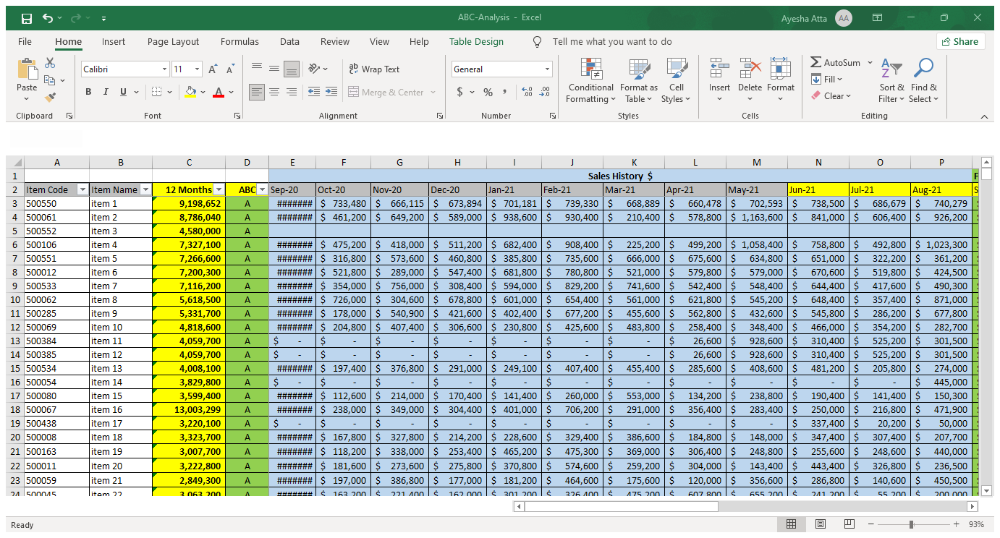 ABC-Analysis - Excel Ayesha Atta AA
File Home Insert Page Layout Formulas Data Review View Help Table Design Tell me what you want to do Share
Paste Calibri 11 A A ab Wrap Text General Conditional Formatting Format as Table Cell Styles Insert Delete Format AutoSum Fill Clear Sort & Filter Find & Select
B I U A Merge & Center $ % ,
Clipboard Font Alignment Number Styles Cells Editing
A B C D E F G H I J K L M N O P
1 Sales History $ F
2 Item Code Item Name 12 Months ABC Sep-20 Oct-20 Nov-20 Dec-20 Jan-21 Feb-21 Mar-21 Apr-21 May-21 Jun-21 Jul-21 Aug-21 S
3 500550 item 1 9,198,652 A ####### $ 733,480 $ 666,115 $ 673,894 $ 701,181 $ 739,330 $ 668,889 $ 660,478 $ 702,593 $ 738,500 $ 686,679 $ 740,279
4 500061 item 2 8,786,040 A ####### $ 461,200 $ 649,200 $ 589,000 $ 938,600 $ 930,400 $ 210,400 $ 578,800 $ 1,163,600 $ 841,000 $ 606,400 $ 926,200
5 500552 item 3 4,580,000 A
6 500106 item 4 7,327,100 A ####### $ 475,200 $ 418,000 $ 511,200 $ 682,400 $ 908,400 $ 225,200 $ 499,200 $ 1,058,400 $ 758,800 $ 492,800 $ 1,023,300
7 500551 item 5 7,266,600 A ####### $ 316,800 $ 573,600 $ 460,800 $ 385,800 $ 735,600 $ 666,000 $ 675,600 $ 634,800 $ 651,000 $ 322,200 $ 361,200
8 500012 item 6 7,200,300 A ####### $ 521,800 $ 289,000 $ 547,400 $ 681,800 $ 780,800 $ 521,000 $ 579,800 $ 579,000 $ 670,600 $ 519,800 $ 424,500
9 500533 item 7 7,116,200 A ####### $ 354,000 $ 756,000 $ 308,400 $ 594,000 $ 829,200 $ 741,600 $ 542,400 $ 548,400 $ 644,400 $ 417,600 $ 490,300
10 500062 item 8 5,618,500 A ####### $ 726,000 $ 304,600 $ 678,800 $ 601,000 $ 654,400 $ 561,000 $ 621,800 $ 545,200 $ 648,400 $ 357,400 $ 871,000
11 500285 item 9 5,331,700 A ####### $ 178,000 $ 540,900 $ 421,600 $ 402,400 $ 677,200 $ 455,600 $ 562,800 $ 432,600 $ 545,800 $ 286,200 $ 677,800
12 500069 item 10 4,818,600 A ####### $ 204,800 $ 407,400 $ 306,600 $ 230,800 $ 425,600 $ 483,800 $ 258,400 $ 348,400 $ 466,000 $ 354,200 $ 282,700
13 500384 item 11 4,059,700 A $ - $ - $ - $ - $ - $ - $ - $ 26,600 $ 928,600 $ 310,400 $ 525,200 $ 301,500
14 500385 item 12 4,059,700 A $ - $ - $ - $ - $ - $ - $ - $ 26,600 $ 928,600 $ 310,400 $ 525,200 $ 301,500
15 500534 item 13 4,008,100 A ####### $ 197,400 $ 376,800 $ 291,000 $ 249,100 $ 407,400 $ 455,400 $ 285,600 $ 408,600 $ 481,200 $ 205,800 $ 274,000
16 500054 item 14 3,829,800 A $ - $ - $ - $ - $ - $ - $ - $ - $ - $ - $ - $ 445,000
17 500080 item 15 3,599,400 A ####### $ 112,600 $ 214,000 $ 170,400 $ 141,400 $ 260,000 $ 553,000 $ 134,200 $ 238,800 $ 190,400 $ 141,400 $ 150,300
18 500067 item 16 13,003,299 A ####### $ 238,000 $ 349,000 $ 304,400 $ 401,000 $ 706,200 $ 291,000 $ 356,400 $ 283,400 $ 250,000 $ 216,800 $ 471,900
19 500438 item 17 3,220,100 A $ - $ - $ - $ - $ - $ - $ - $ - $ - $ 337,400 $ 20,200 $ 50,000
20 500008 item 18 3,323,700 A ####### $ 167,800 $ 327,800 $ 214,200 $ 228,600 $ 329,400 $ 386,600 $ 184,800 $ 148,000 $ 347,400 $ 307,400 $ 207,700
21 500163 item 19 3,007,700 A ####### $ 118,200 $ 338,000 $ 253,400 $ 465,200 $ 475,300 $ 369,000 $ 306,400 $ 248,800 $ 255,600 $ 248,600 $ 440,000
22 500011 item 20 3,222,800 A ####### $ 181,600 $ 273,600 $ 275,800 $ 370,800 $ 574,600 $ 259,200 $ 304,000 $ 143,400 $ 443,400 $ 326,800 $ 236,500
23 500059 item 21 2,849,300 A ####### $ 197,000 $ 386,800 $ 177,000 $ 181,200 $ 464,600 $ 175,600 $ 120,000 $ 356,600 $ 286,800 $ 140,600 $ 450,500
24 500045 item 22 3,063,200 A ####### $ 163,200 $ 221,400 $ 162,000 $ 301,200 $ 326,400 $ 475,200 $ 607,800 $ 655,200 $ 241,200 $ 55,200 $ 200,000
Ready 93%